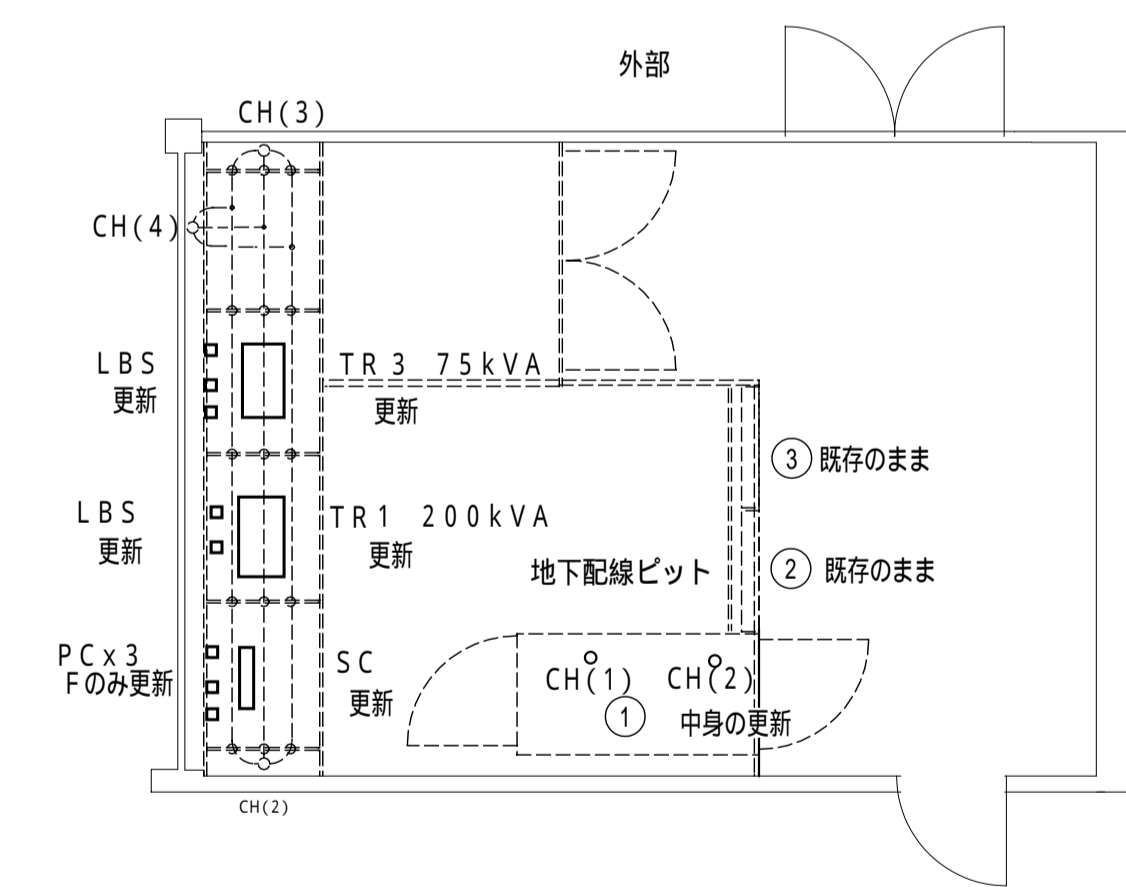 外部
CH(3)
CH(4)
LBS
更新
TR3 75kVA
更新
③ 既存のまま
LBS
更新
TR1 200kVA
更新
地下配線ピット
② 既存のまま
PCx3
Fのみ更新
SC
更新
CH(1)
CH(2)
①
中身の更新
CH(2)